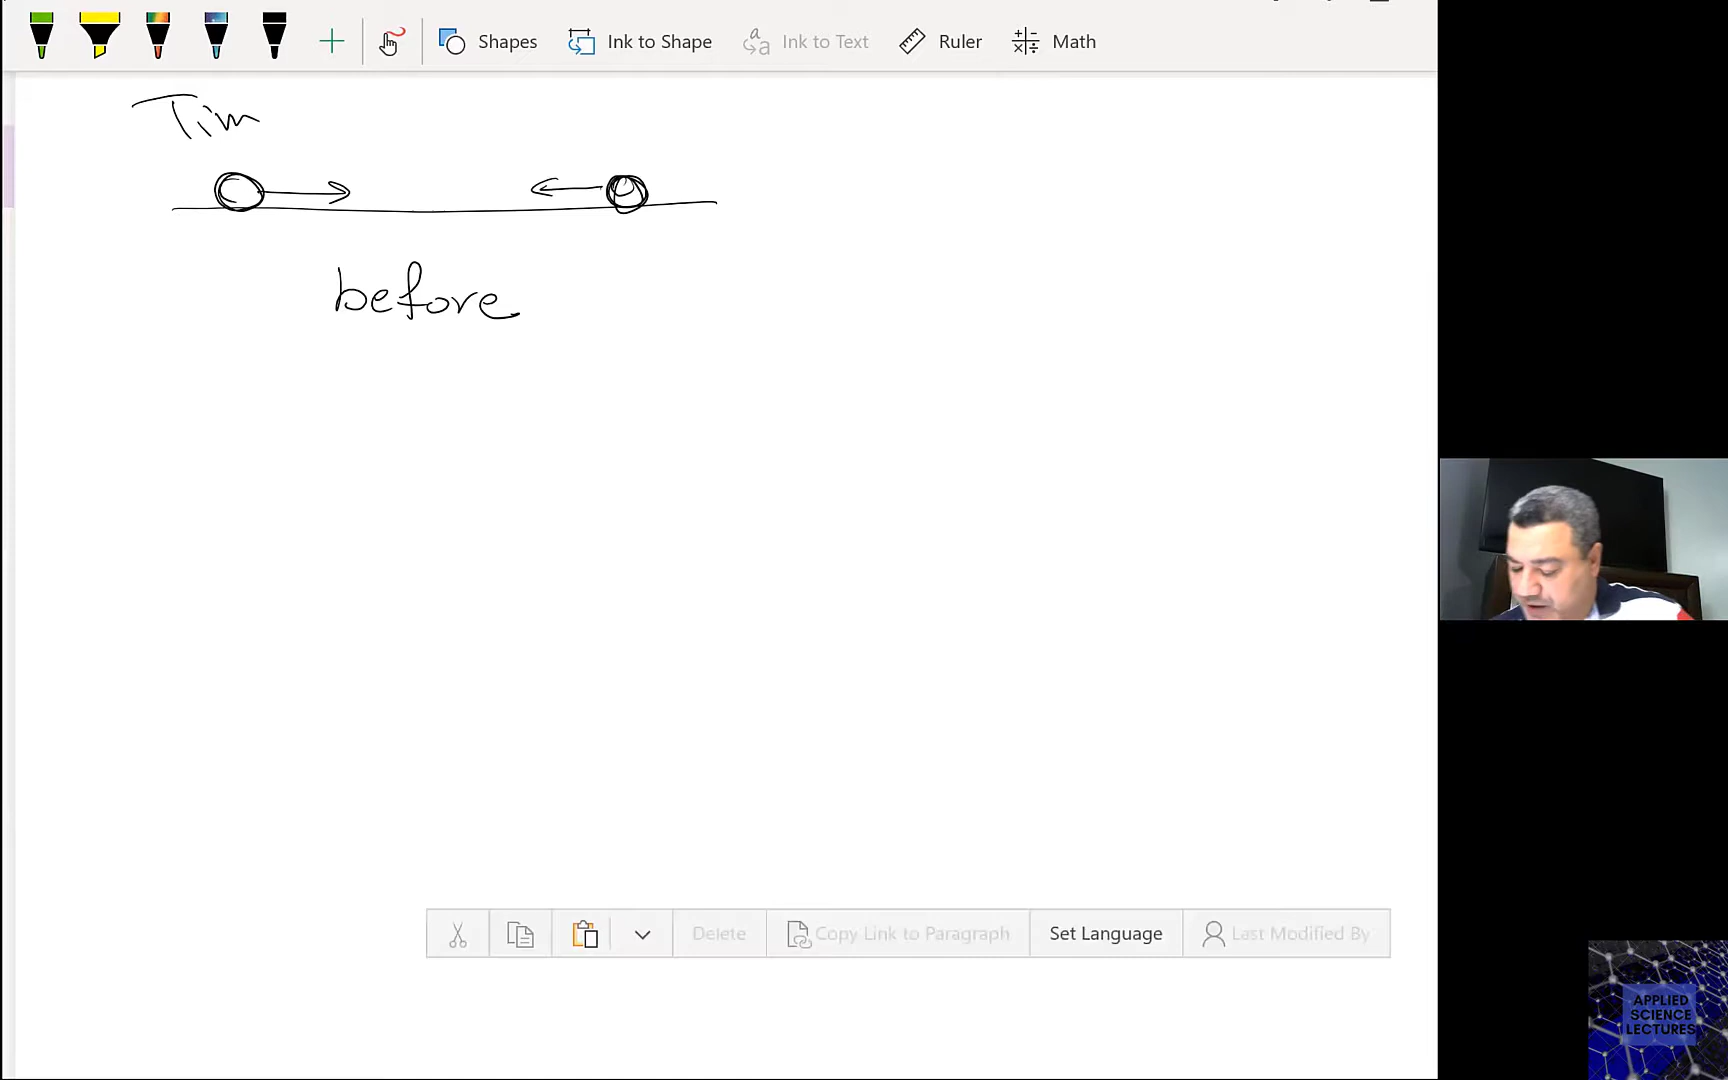 Shapes Ink to Shape Ink to Text Ruler Math
Tim
before
Delete Copy Link to Paragraph Set Language Last Modified By
APPLIED
SCIENCE
LECTURES